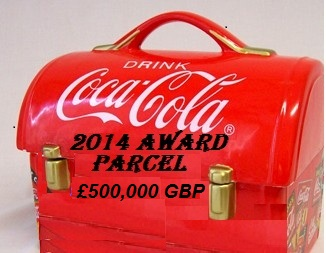 DRINK
Coca-Cola®
2014 AWARD
PARCEL
£500,000 GBP